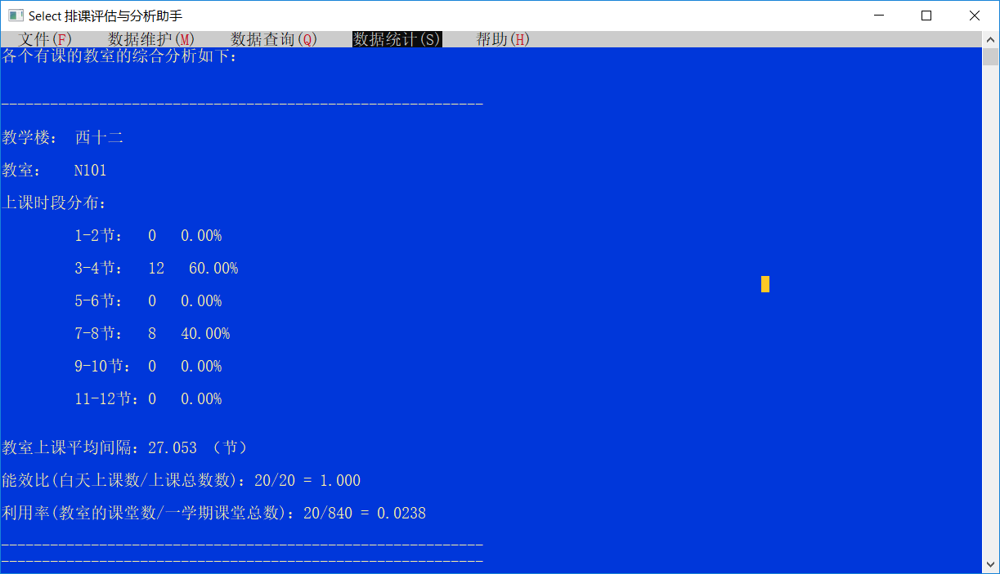 Select 排课评估与分析助手
文件(F) 数据维护(M) 数据查询(Q) 数据统计(S) 帮助(H)
各个有课的教室的综合分析如下:
-----------------------------------------------------------
教学楼: 西十二
教室: N101
上课时段分布:
1-2节: 0 0.00%
3-4节: 12 60.00%
5-6节: 0 0.00%
7-8节: 8 40.00%
9-10节: 0 0.00%
11-12节: 0 0.00%
教室上课平均间隔: 27.053 （节）
能效比(白天上课数/上课总数数): 20/20 = 1.000
利用率(教室的课堂数/一学期课堂总数): 20/840 = 0.0238
-----------------------------------------------------------
-----------------------------------------------------------